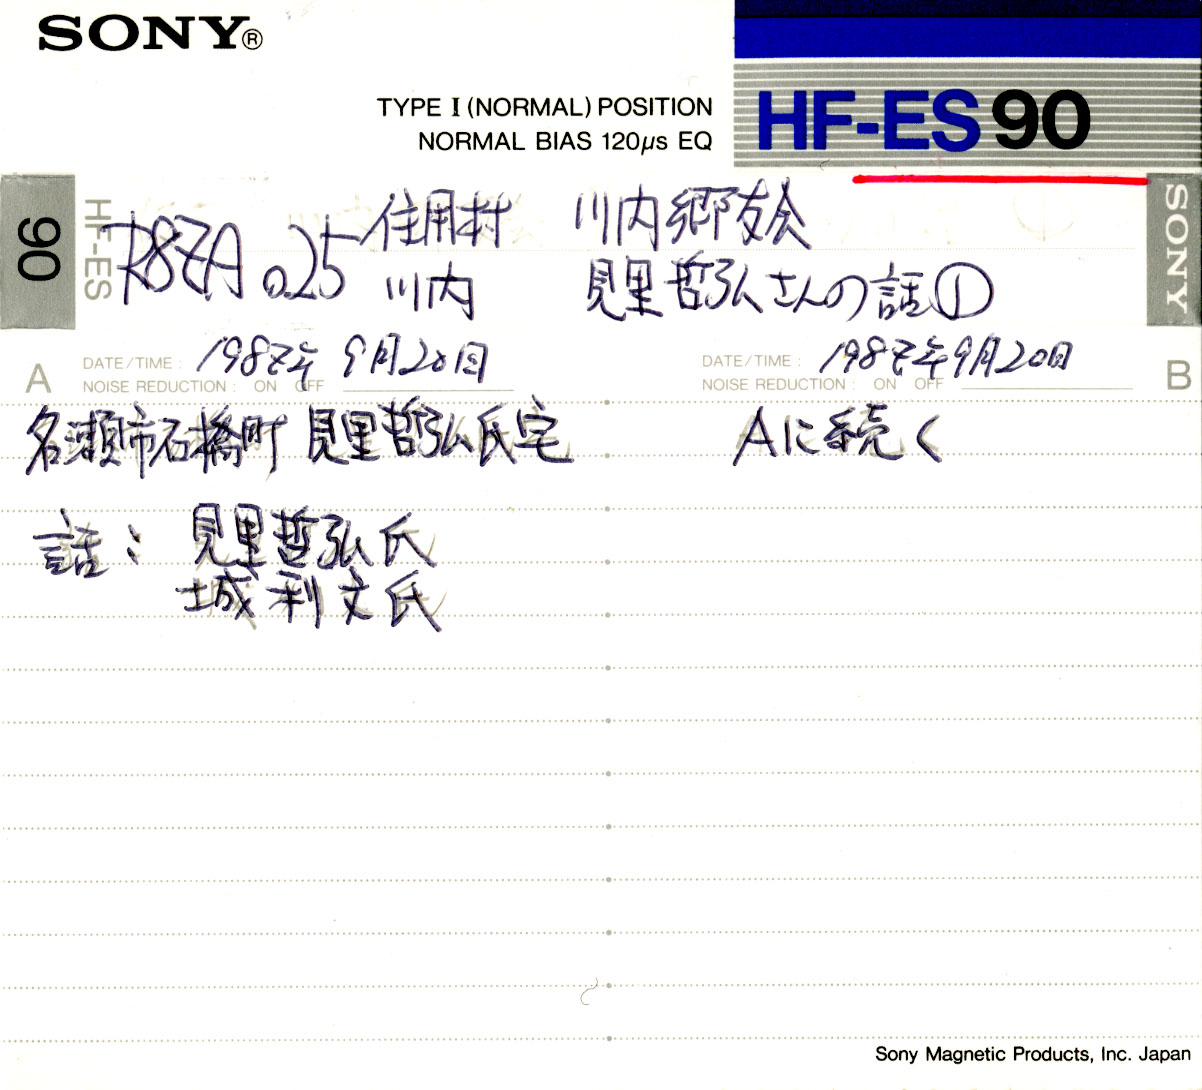 SONY®
TYPE I (NORMAL) POSITION
NORMAL BIAS 120μs EQ
HF-ES 90
90
HF-ES
SONY
R87A 025
住用村 川内郷友会
川内 見里哲弘さんの話①
A
DATE/TIME : 1987年 9月20日
NOISE REDUCTION : ON OFF
DATE/TIME : 1987年9月20日
NOISE REDUCTION : ON OFF
B
名瀬市石橋町 見里哲弘氏宅
Aに続く
話: 見里哲弘氏
城利文氏
Sony Magnetic Products, Inc. Japan